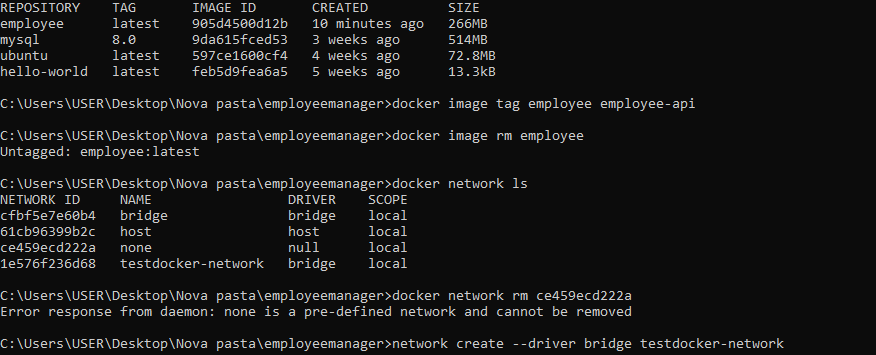 REPOSITORY TAG IMAGE ID CREATED SIZE
employee latest 905d4500d12b 10 minutes ago 266MB
mysql 8.0 9da615fced53 3 weeks ago 514MB
ubuntu latest 597ce1600cf4 4 weeks ago 72.8MB
hello-world latest feb5d9fea6a5 5 weeks ago 13.3kB
C:\Users\USER\Desktop\Nova pasta\employeemanager>docker image tag employee employee-api
C:\Users\USER\Desktop\Nova pasta\employeemanager>docker image rm employee
Untagged: employee:latest
C:\Users\USER\Desktop\Nova pasta\employeemanager>docker network ls
NETWORK ID NAME DRIVER SCOPE
cfbf5e7e60b4 bridge bridge local
61cb96399b2c host host local
ce459ecd222a none null local
1e576f236d68 testdocker-network bridge local
C:\Users\USER\Desktop\Nova pasta\employeemanager>docker network rm ce459ecd222a
Error response from daemon: none is a pre-defined network and cannot be removed
C:\Users\USER\Desktop\Nova pasta\employeemanager>network create --driver bridge testdocker-network